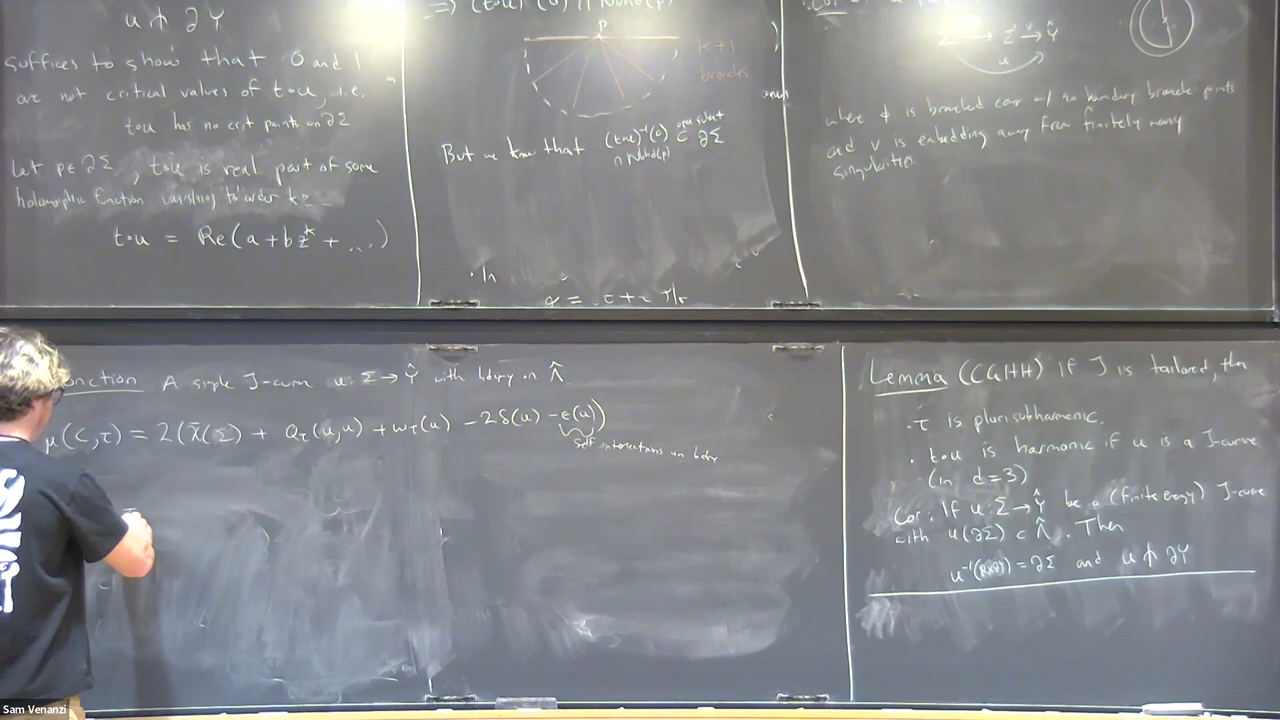 u ⋔ ∂Y
suffices to show that 0 and 1
are not critical values of t∘u, i.e.
t∘u has no crit points on ∂Σ
Let p∈∂Σ, t∘u is real part of some
holomorphic function vanishing to order k≥
t∘u = Re(a+bz^k + ...)
=> (t∘u)^{-1}(0) ∩ Nbhd(p)
P
k+1
branches
But we know that (t∘u)^{-1}(0) ⊂ ∂Σ
∩ Nbhd(p)
open subset
· In
Cor
Σ → Σ' → Ŷ
v
u
where φ is branched cover w/ no boundary branch points
and v is embedding away from finitely many
singularities.
A simple J-curve u: Σ→Ŷ with bdry on Λ̂.
μ(C,τ) = 2(χ̄(Σ) + Q_τ(u,u) + w_τ(u) - 2δ(u) - ε(u))
self intersections on bdry
Lemma (CGHH) If J is tailored, then
· t is plurisubharmonic.
· t∘u is harmonic if u is a J-curve
(in d=3)
Cor: If u: Σ→Ŷ be a (finite energy) J-curve
with u(∂Σ) ⊂ Λ̂. Then
u^{-1}(R×∂Y) = ∂Σ and u ⋔ ∂Y
Sam Venanzi